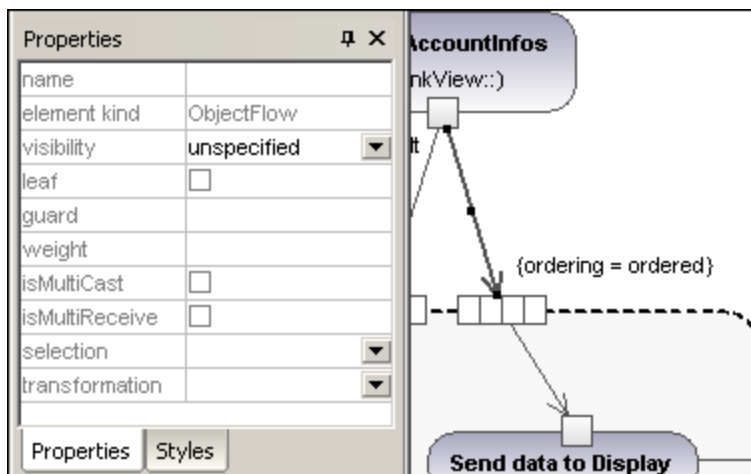 Properties
name
element kind ObjectFlow
visibility unspecified
leaf
guard
weight
isMultiCast
isMultiReceive
selection
transformation
Properties Styles
AccountInfos
nkView::)
lt
{ordering = ordered}
Send data to Display